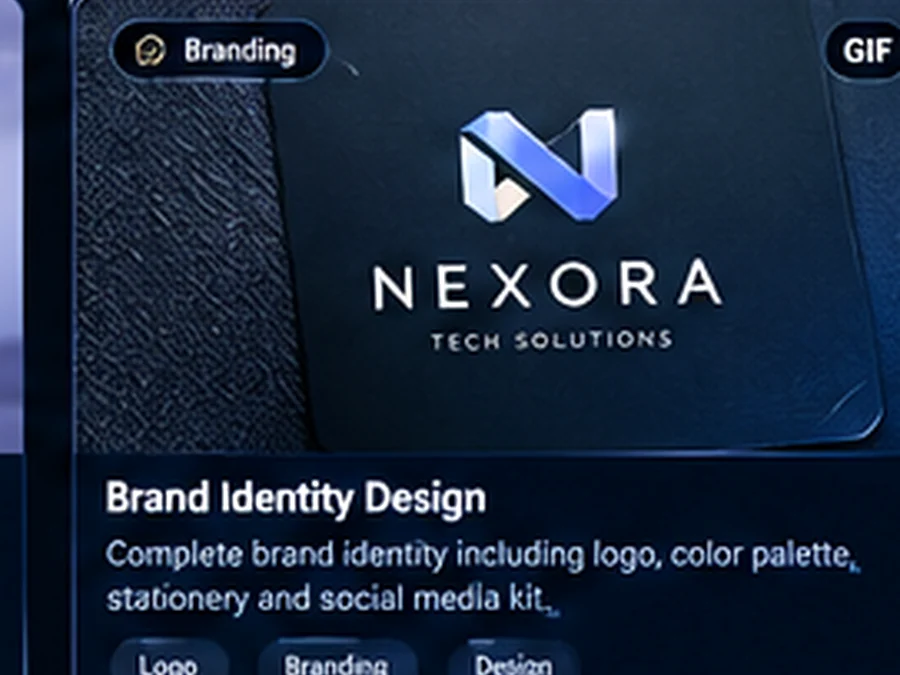 Branding
GIF
NEXORA
TECH SOLUTIONS
Brand Identity Design
Complete brand identity including logo, color palette,
stationery and social media kit.
Logo
Branding
Design